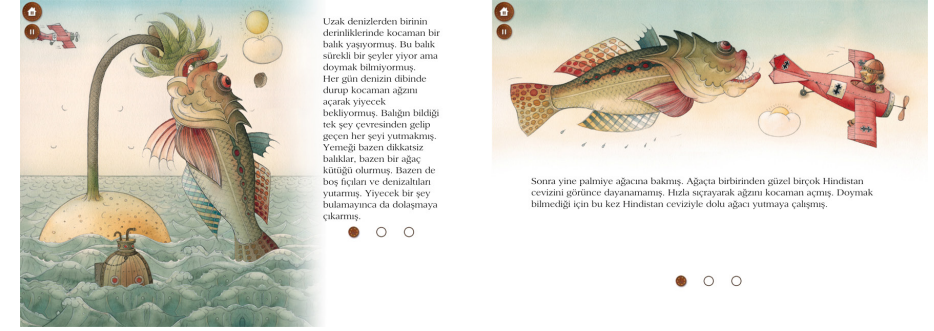 Uzak denizlerden birinin
derinliklerinde kocaman bir
balık yaşıyormuş. Bu balık
sürekli bir şeyler yiyor ama
doymak bilmiyormuş.
Her gün denizin dibinde
durup kocaman ağzını
açarak yiyecek
bekliyormuş. Balığın bildiği
tek şey çevresinden gelip
geçen her şeyi yutmakmış.
Yemeği bazen dikkatsiz
balıklar, bazen bir ağaç
kütüğü olurmuş. Bazen de
boş fıçıları ve denizaltıları
yutarmış. Yiyecek bir şey
bulamayınca da dolaşmaya
çıkarmış.
Sonra yine palmiye ağacına bakmış. Ağaçta birbirinden güzel birçok Hindistan
cevizini görünce dayanamamış. Hızla sıçrayarak ağzını kocaman açmış. Doymak
bilmediği için bu kez Hindistan ceviziyle dolu ağacı yutmaya çalışmış.